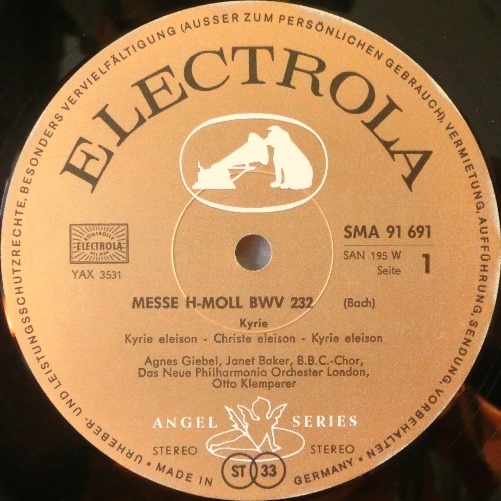 URHEBER- UND LEISTUNGSSCHUTZRECHTE, BESONDERS VERVIELFÄLTIGUNG (AUSSER ZUM PERSÖNLICHEN GEBRAUCH), VERMIETUNG, AUFFÜHRUNG, SENDUNG, VORBEHALTEN
ELECTROLA
ELECTROLA
YAX 3531
SMA 91 691
SAN 195 W
Seite 1
MESSE H-MOLL BWV 232 (Bach)
Kyrie
Kyrie eleison - Christe eleison - Kyrie eleison
Agnes Giebel, Janet Baker, B.B.C.-Chor,
Das Neue Philharmonia Orchester London,
Otto Klemperer
ANGEL SERIES
STEREO STEREO
ST 33
MADE IN GERMANY